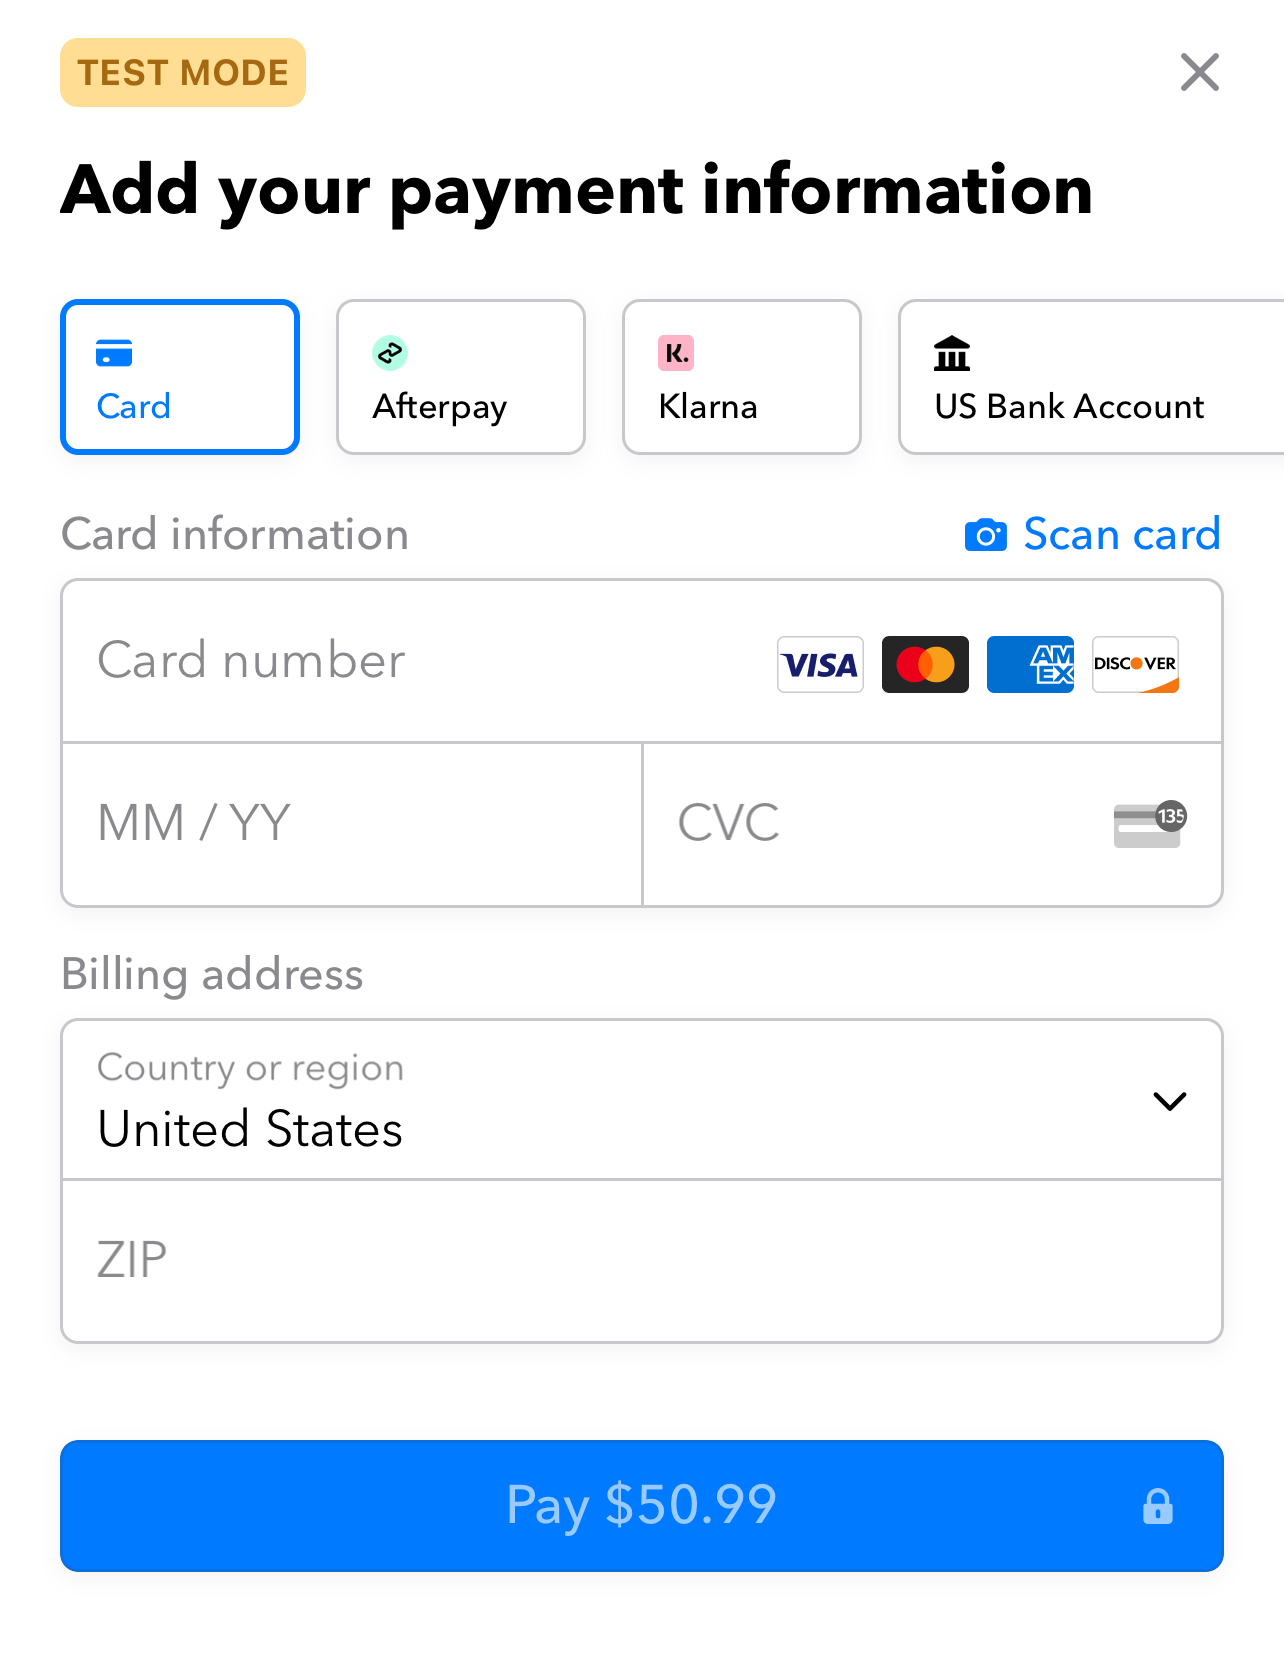 TEST MODE
Add your payment information
Card
Afterpay
K.
Klarna
US Bank Account
Card information
Scan card
Card number
VISA
AM
EX
DISCOVER
MM / YY
CVC
135
Billing address
Country or region
United States
ZIP
Pay $50.99